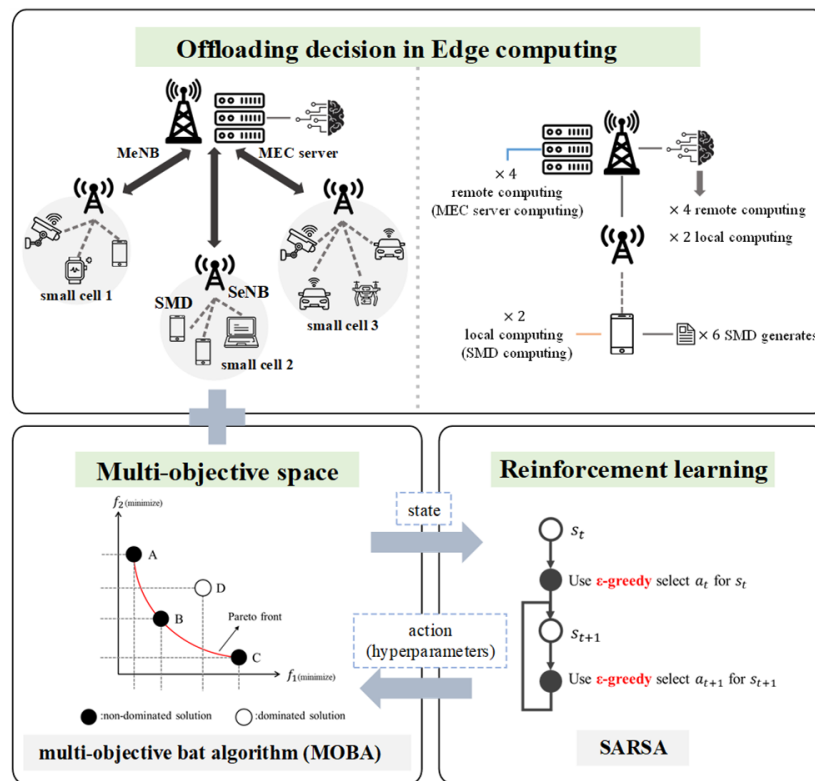 Offloading decision in Edge computing
MeNB
MEC server
small cell 1
SMD
SeNB
small cell 2
small cell 3
× 4
remote computing
(MEC server computing)
× 4 remote computing
× 2 local computing
× 2
local computing
(SMD computing)
× 6 SMD generates
Multi-objective space
f₂ (minimize)
A
D
B
Pareto front
C
f₁(minimize)
:non-dominated solution
:dominated solution
multi-objective bat algorithm (MOBA)
state
action
(hyperparameters)
Reinforcement learning
sₜ
Use ε-greedy select aₜ for sₜ
sₜ₊₁
Use ε-greedy select aₜ₊₁ for sₜ₊₁
SARSA